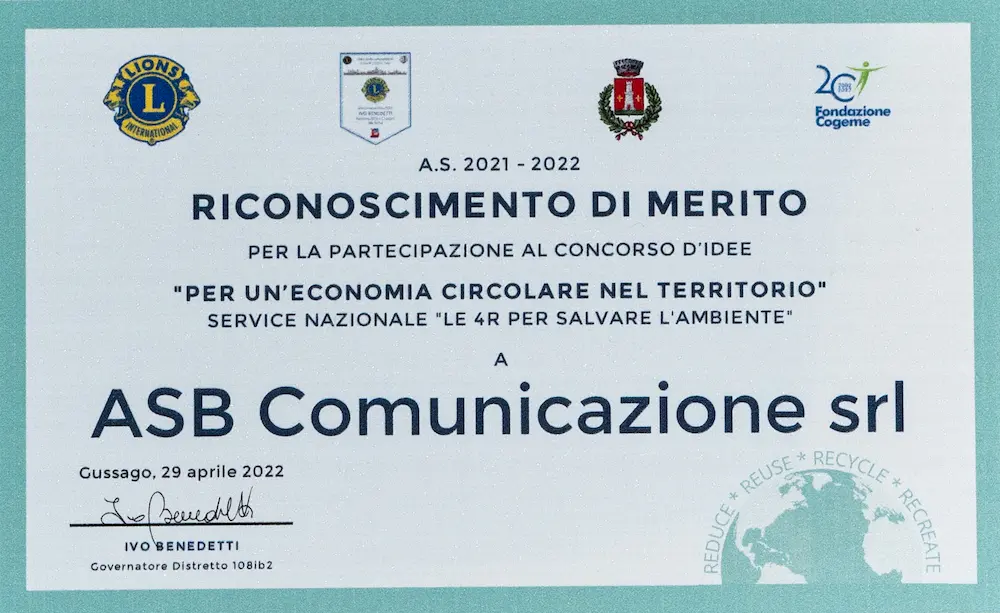 LIONS
L
INTERNATIONAL
IVO BENEDETTI
20
Fondazione
Cogeme
A.S. 2021 - 2022
RICONOSCIMENTO DI MERITO
PER LA PARTECIPAZIONE AL CONCORSO D'IDEE
"PER UN'ECONOMIA CIRCOLARE NEL TERRITORIO"
SERVICE NAZIONALE "LE 4R PER SALVARE L'AMBIENTE"
A
ASB Comunicazione srl
Gussago, 29 aprile 2022
Ivo Benedetti
IVO BENEDETTI
Governatore Distretto 108ib2
REDUCE * REUSE * RECYCLE * RECREATE